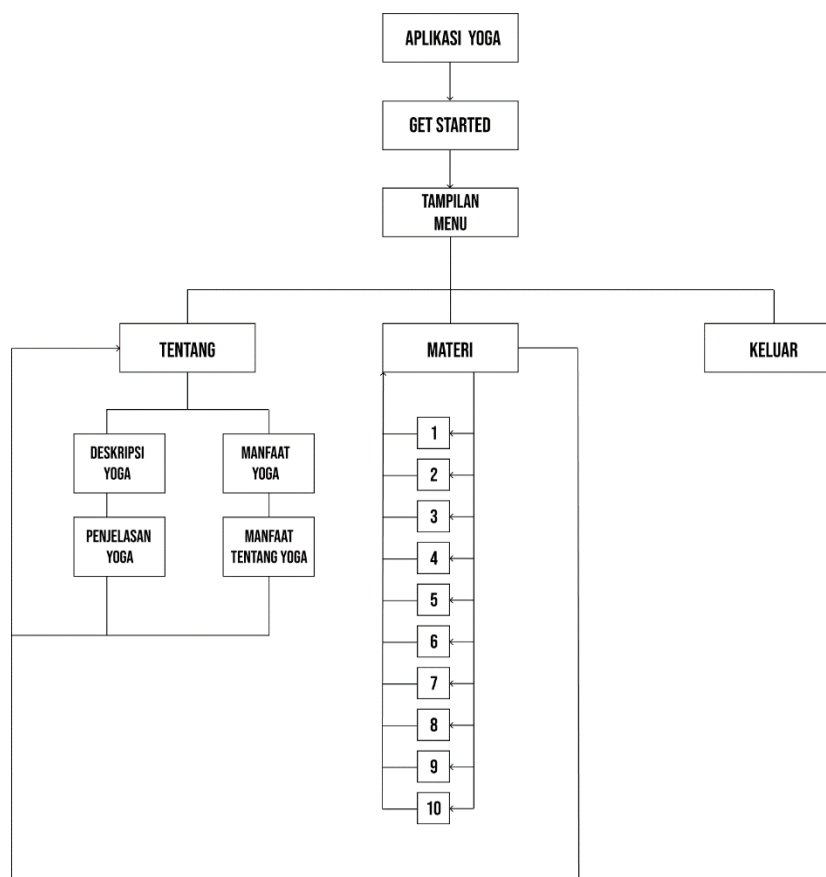 APLIKASI YOGA
GET STARTED
TAMPILAN
MENU
TENTANG
MATERI
KELUAR
DESKRIPSI
YOGA
MANFAAT
YOGA
PENJELASAN
YOGA
MANFAAT
TENTANG YOGA
1
2
3
4
5
6
7
8
9
10